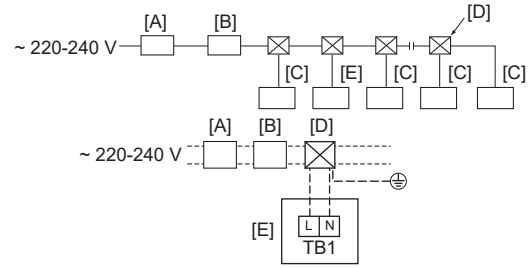 [A] [B] [D]
~ 220-240 V
[C] [E] [C] [C] [C]
[A] [B] [D]
~ 220-240 V
[E] L N
TB1